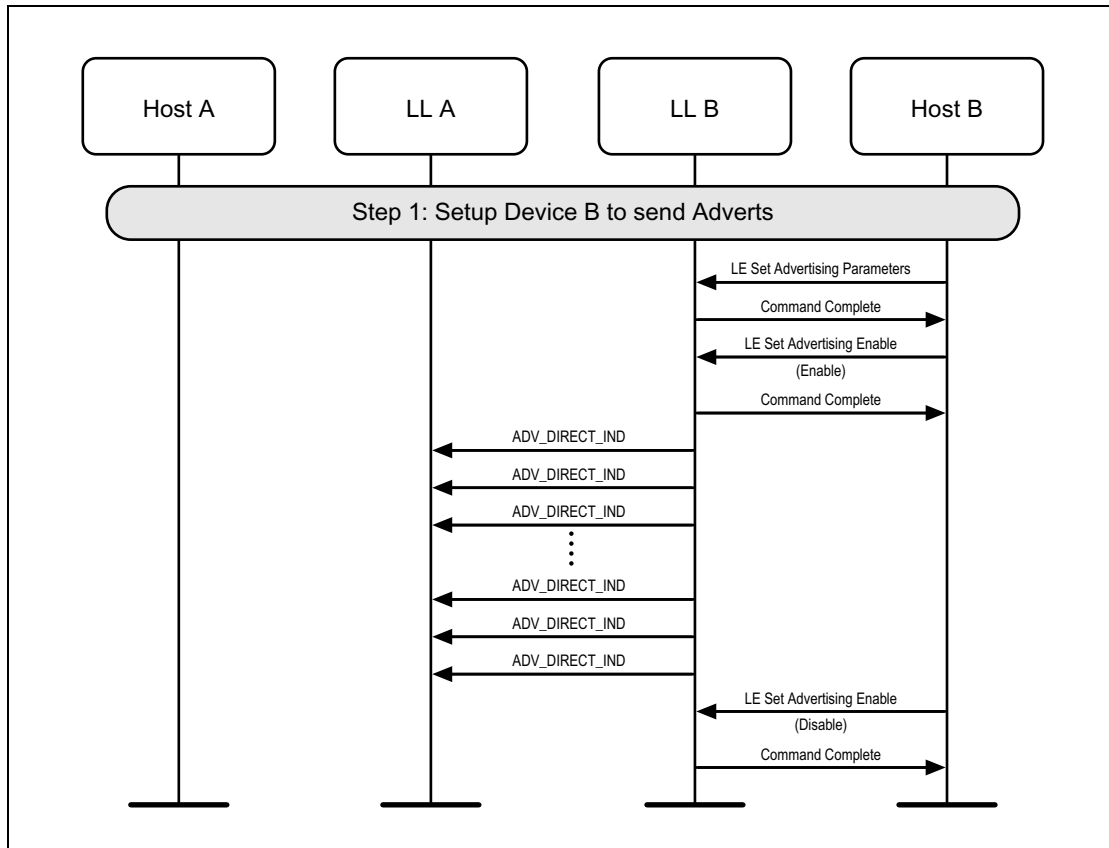 Host A
LL A
LL B
Host B
Step 1: Setup Device B to send Adverts
LE Set Advertising Parameters
Command Complete
LE Set Advertising Enable
(Enable)
Command Complete
ADV_DIRECT_IND
ADV_DIRECT_IND
ADV_DIRECT_IND
ADV_DIRECT_IND
ADV_DIRECT_IND
ADV_DIRECT_IND
LE Set Advertising Enable
(Disable)
Command Complete